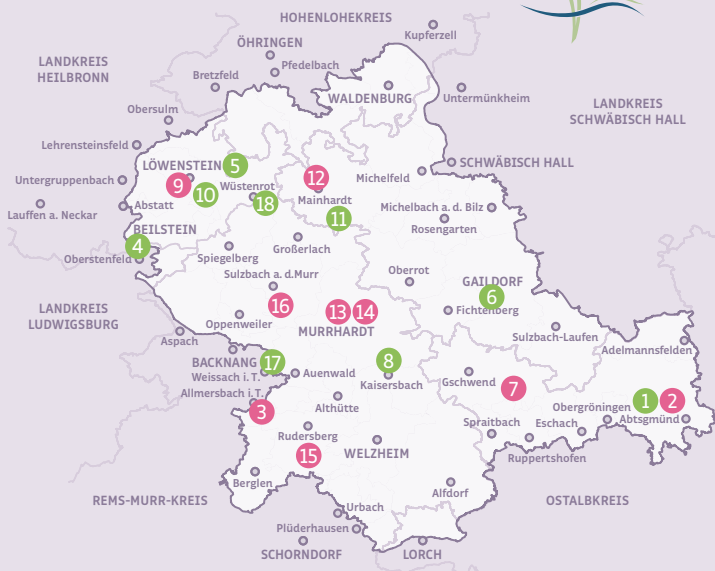 HOHENLOHEKREIS
Kupferzell
ÖHRINGEN
LANDKREIS
HEILBRONN
Pfedelbach
Bretzfeld
WALDENBURG
Untermünkheim
Obersulm
LANDKREIS
SCHWÄBISCH HALL
Lehrensteinsfeld
LÖWENSTEIN
5
SCHWÄBISCH HALL
Untergruppenbach
9
10
Wüstenrot
18
12
Mainhardt
11
Michelfeld
Lauffen a. Neckar
Abstatt
Michelbach a. d. Bilz
Rosengarten
BEILSTEIN
4
Oberstenfeld
Spiegelberg
Großerlach
Sulzbach a. d.Murr
Oberrot
GAILDORF
6
Fichtenberg
16
13
14
LANDKREIS
LUDWIGSBURG
Oppenweiler
MURRHARDT
Aspach
Sulzbach-Laufen
Adelmannsfelden
BACKNANG
17
Weissach i.T.
Auenwald
8
Kaisersbach
Gschwend
7
Allmersbach i.T.
3
Althütte
Obergröningen
1
2
Abtsgmünd
Spraitbach
Eschach
Rudersberg
15
WELZHEIM
Ruppertshofen
Berglen
Alfdorf
REMS-MURR-KREIS
OSTALBKREIS
Urbach
Plüderhausen
SCHORNDORF
LORCH